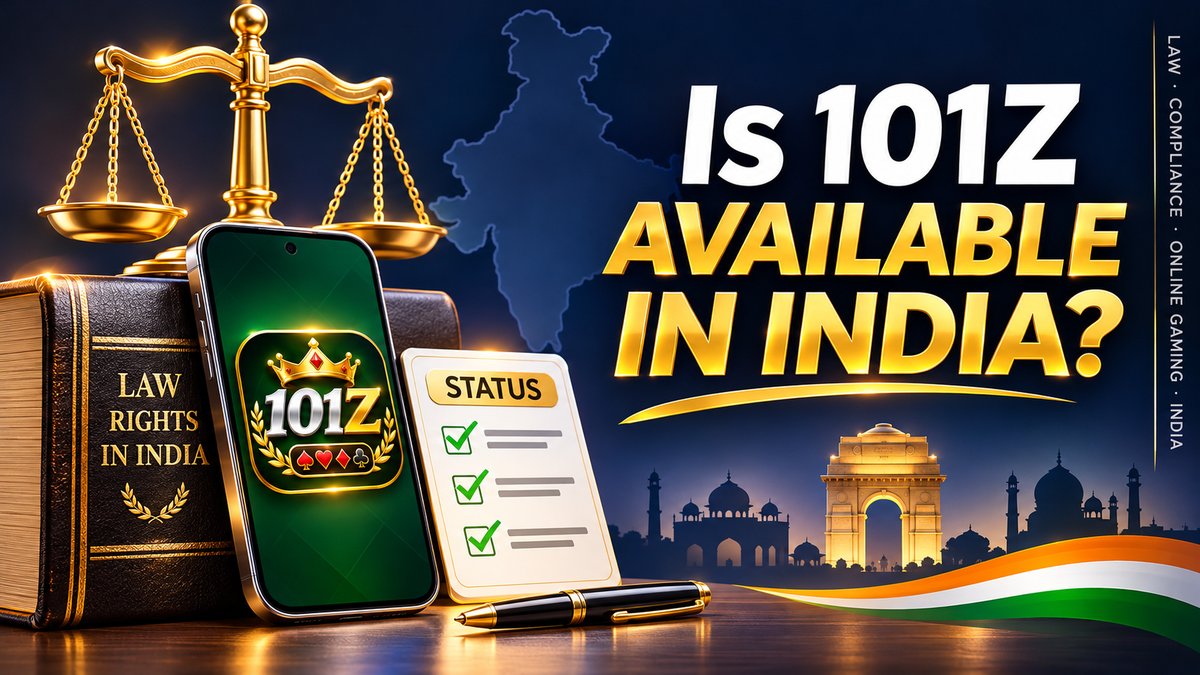 Is 101Z
AVAILABLE
IN INDIA?
LAW
RIGHTS
IN INDIA
101Z
STATUS
LAW · COMPLIANCE · ONLINE GAMING · INDIA